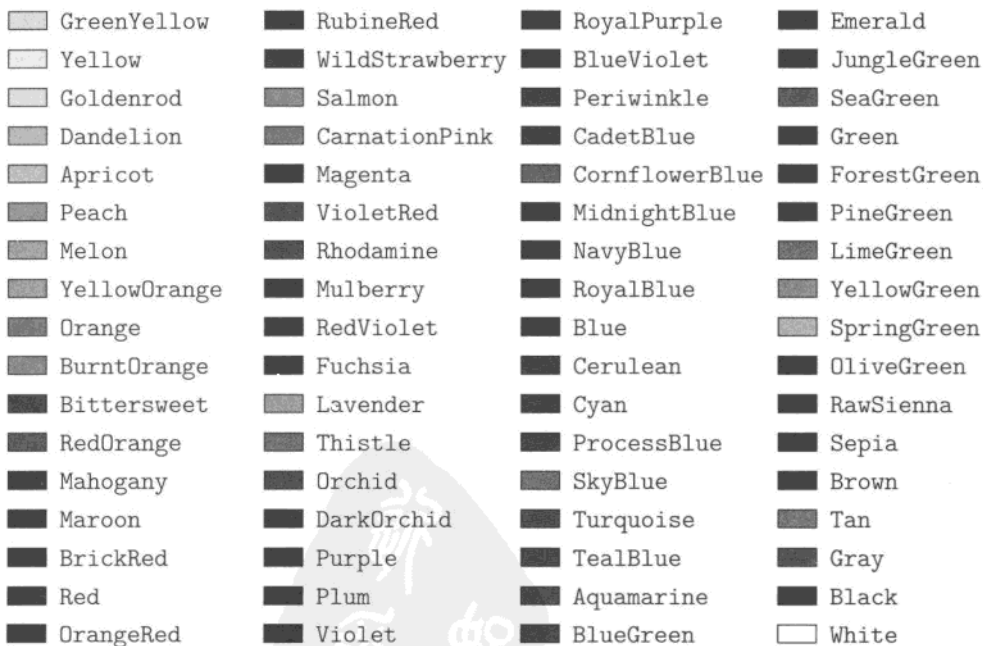 GreenYellow RubineRed RoyalPurple Emerald
Yellow WildStrawberry BlueViolet JungleGreen
Goldenrod Salmon Periwinkle SeaGreen
Dandelion CarnationPink CadetBlue Green
Apricot Magenta CornflowerBlue ForestGreen
Peach VioletRed MidnightBlue PineGreen
Melon Rhodamine NavyBlue LimeGreen
YellowOrange Mulberry RoyalBlue YellowGreen
Orange RedViolet Blue SpringGreen
BurntOrange Fuchsia Cerulean OliveGreen
Bittersweet Lavender Cyan RawSienna
RedOrange Thistle ProcessBlue Sepia
Mahogany Orchid SkyBlue Brown
Maroon DarkOrchid Turquoise Tan
BrickRed Purple TealBlue Gray
Red Plum Aquamarine Black
OrangeRed Violet BlueGreen White